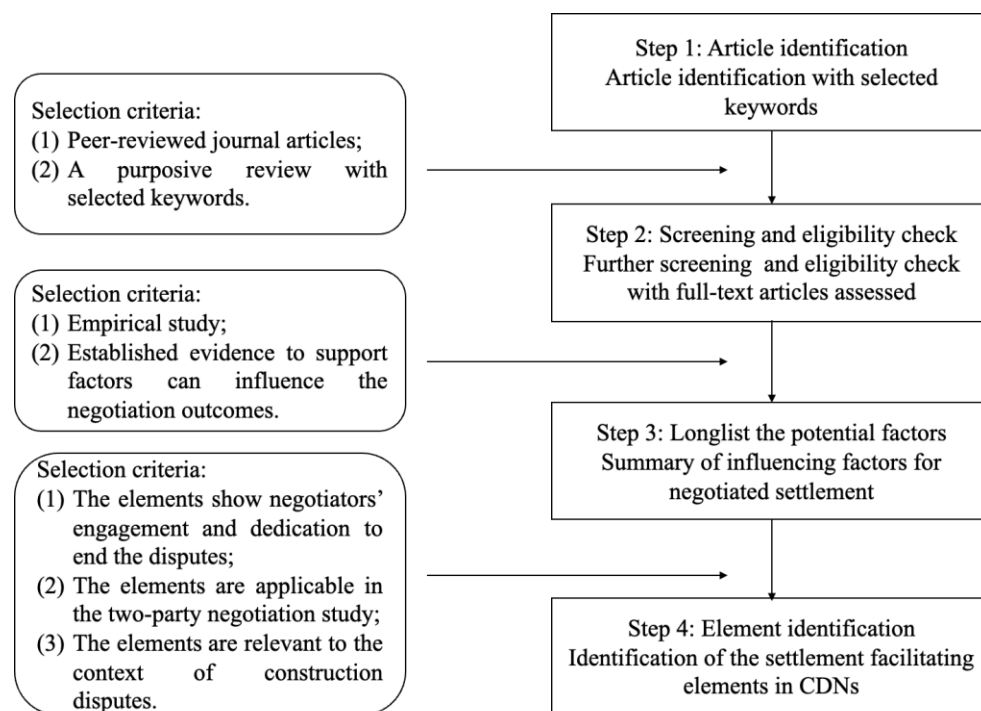 Step 1: Article identification
Article identification with selected
keywords
Selection criteria:
(1) Peer-reviewed journal articles;
(2) A purposive review with
selected keywords.
Step 2: Screening and eligibility check
Further screening and eligibility check
with full-text articles assessed
Selection criteria:
(1) Empirical study;
(2) Established evidence to support
factors can influence the
negotiation outcomes.
Step 3: Longlist the potential factors
Summary of influencing factors for
negotiated settlement
Selection criteria:
(1) The elements show negotiators’
engagement and dedication to
end the disputes;
(2) The elements are applicable in
the two-party negotiation study;
(3) The elements are relevant to the
context of construction
disputes.
Step 4: Element identification
Identification of the settlement facilitating
elements in CDNs